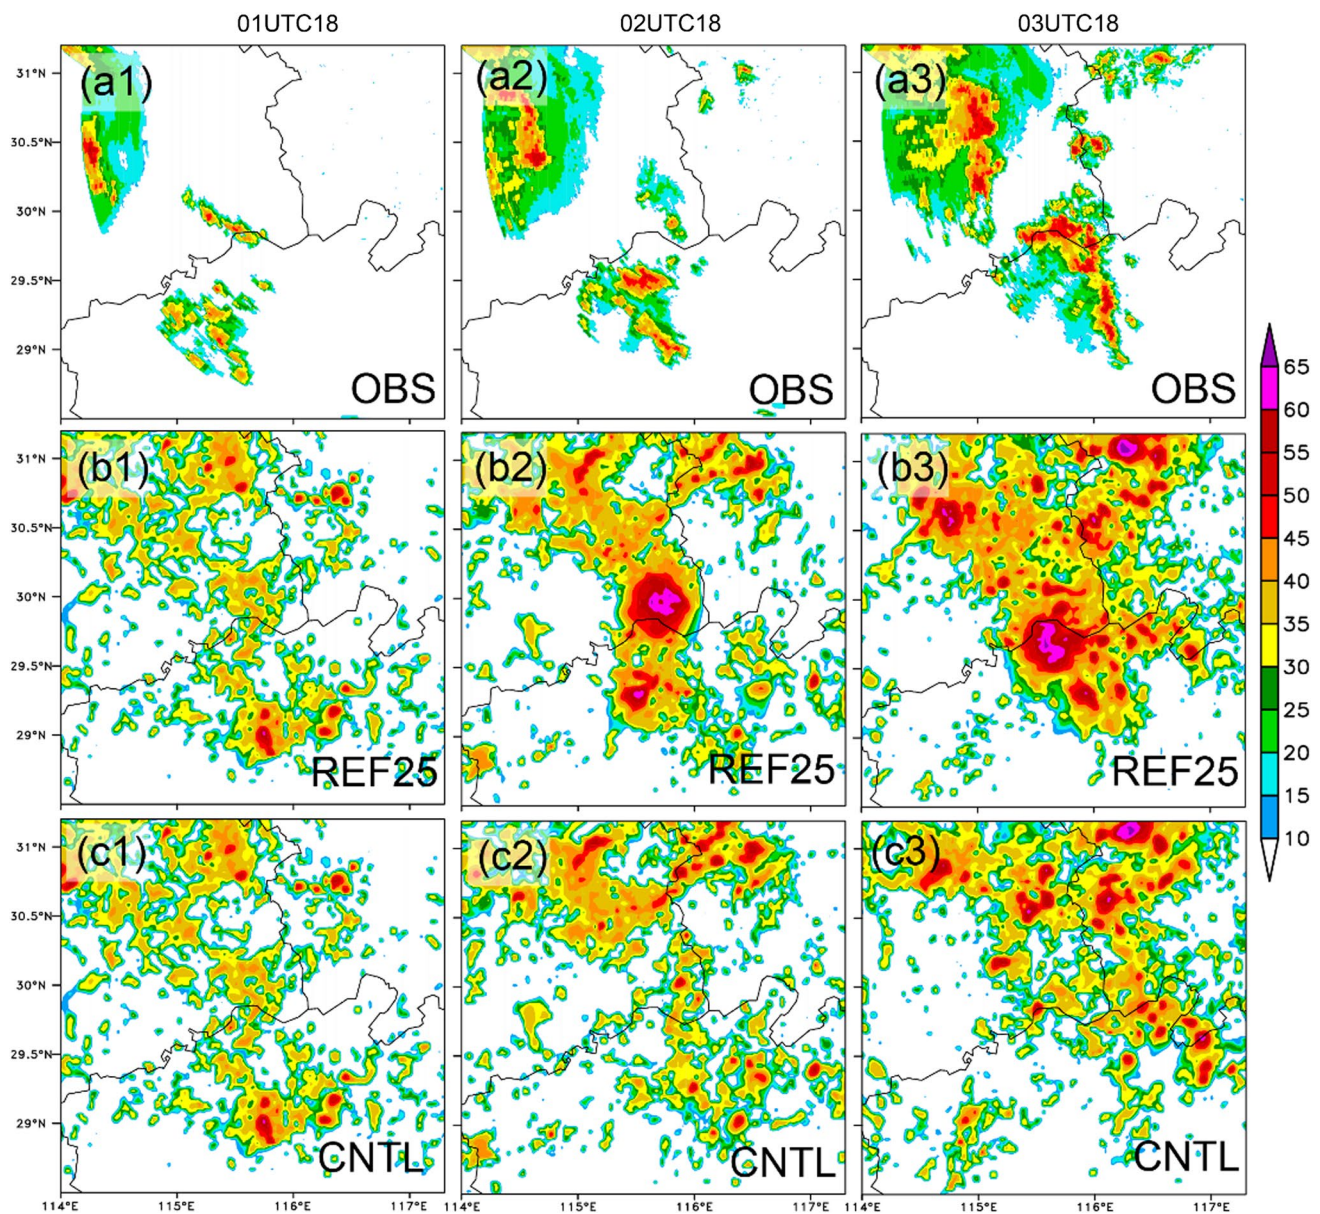 01UTC18 02UTC18 03UTC18
31°N (a1) (a2) (a3)
30.5°N
30°N
29.5°N
29°N
OBS OBS OBS
31°N (b1) (b2) (b3)
30.5°N
30°N
29.5°N
29°N
REF25 REF25 REF25
31°N (c1) (c2) (c3)
30.5°N
30°N
29.5°N
29°N
CNTL CNTL CNTL
114°E 115°E 116°E 117°E 115°E 116°E 117°E 115°E 116°E 117°E
65
60
55
50
45
40
35
30
25
20
15
10